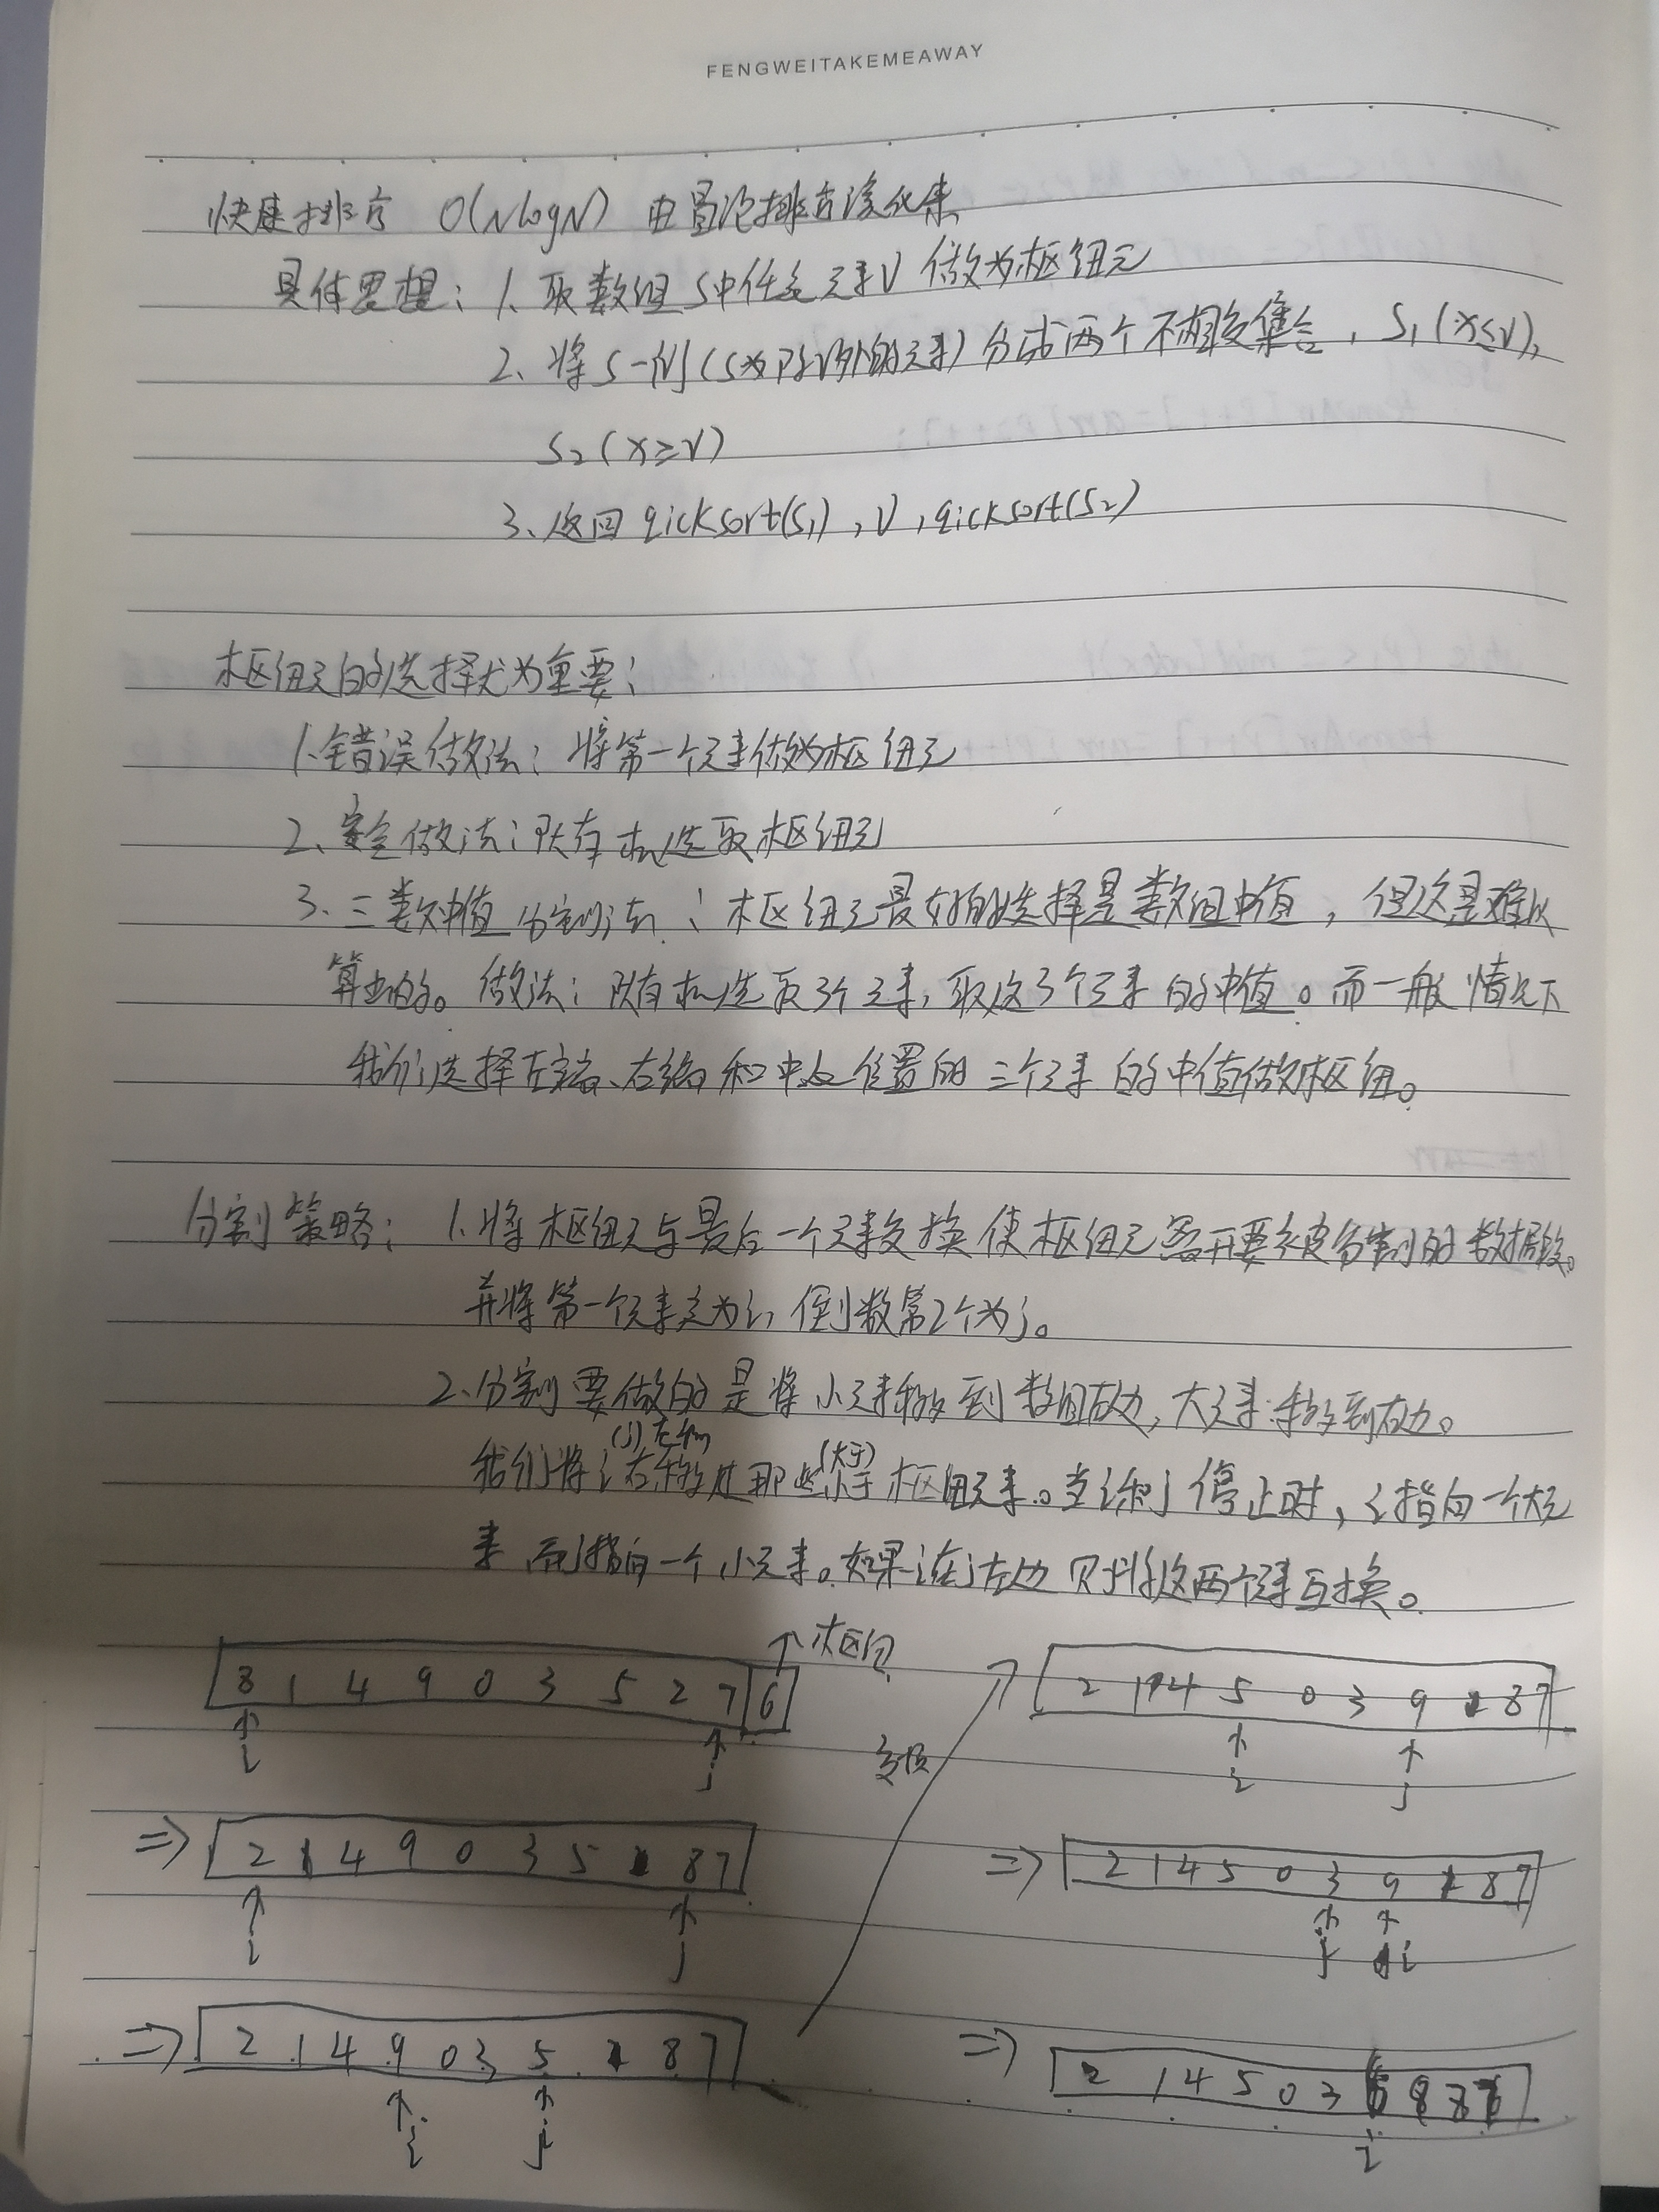 FENGWEITAKEMEAWAY
快速排序 O(NlogN) 由冒泡排序演化来
具体思想：1、取数组S中任意元素V做为枢纽元
2、将S-{V}(S为除V外的元素)分成两个不相交集合，S₁(x≤V),
S₂(x≥V)
3、返回qicksort(S₁),V,qicksort(S₂)
枢纽元的选择尤为重要：
1、错误做法：将第一个元素做为枢纽元
2、安全做法：随机选取枢纽元
3、三数中值分割法：枢纽元最好的选择是数组中值，但这是难以
算出的。做法：随机选取3个元素，取这3个元素的中值。而一般情况下
我们选择左端、右端和中心位置的三个元素的中值做枢纽。
分割策略：1、将枢纽元与最后一个元素交换使枢纽元离开要被分割的数据段。
并将第一个元素定为i，倒数第2个为j。
2、分割要做的是将小元素移到数组左边，大元素移到右边。
(j)左移 (大于)
我们将i右移过那些小于枢纽元素。当i和j停止时，i指向一个大元
素，而j指向一个小元素。如果i在j左边则将这两个元素互换。
↑枢纽
8 1 4 9 0 3 5 2 7 6
i j
交换
2 1 4 5 0 3 9 8 7
i j
⇒ 2 1 4 9 0 3 5 8 7
i j
⇒ 2 1 4 5 0 3 9 8 7
j i
⇒ 2 1 4 9 0 3 5 8 7
i j
⇒ 2 1 4 5 0 3 6 8 7
i